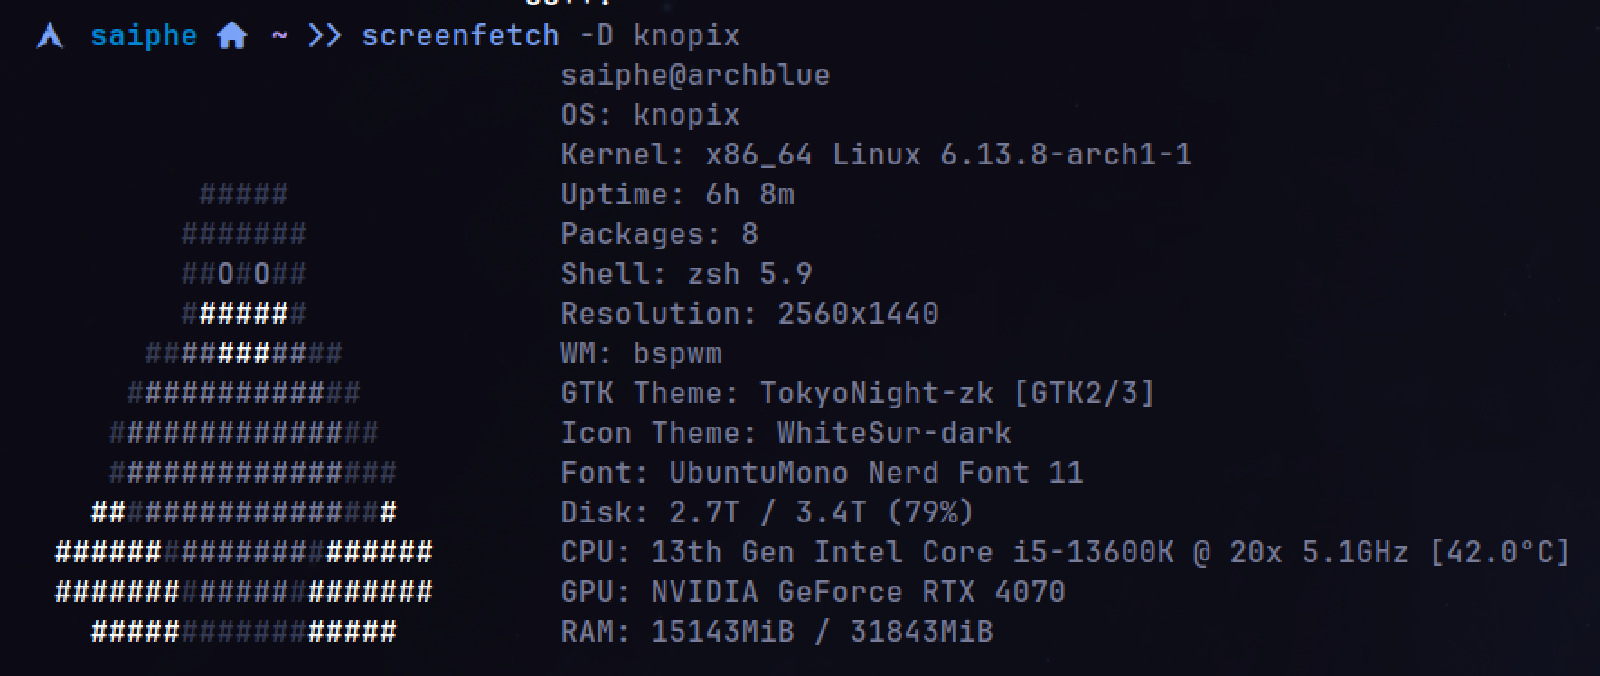 saiphe ~ >> screenfetch -D knopix
saiphe@archblue
OS: knopix
Kernel: x86_64 Linux 6.13.8-arch1-1
##### Uptime: 6h 8m
####### Packages: 8
##O#O## Shell: zsh 5.9
####### Resolution: 2560x1440
########### WM: bspwm
############# GTK Theme: TokyoNight-zk [GTK2/3]
############### Icon Theme: WhiteSur-dark
################ Font: UbuntuMono Nerd Font 11
################# Disk: 2.7T / 3.4T (79%)
##################### CPU: 13th Gen Intel Core i5-13600K @ 20x 5.1GHz [42.0°C]
##################### GPU: NVIDIA GeForce RTX 4070
################# RAM: 15143MiB / 31843MiB